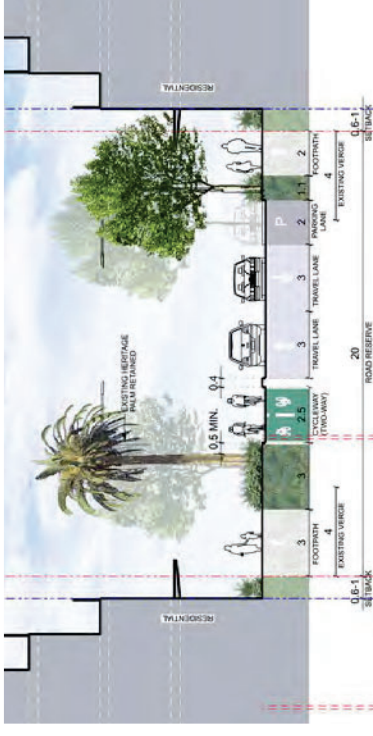 RESIDENTIAL
RESIDENTIAL
EXISTING HERITAGE
PALM RETAINED
0.5 MIN.
0.4
3
3
2.5
3
3
2
1.1
2
P
FOOTPATH
CYCLEWAY
(TWO-WAY)
TRAVEL LANE
TRAVEL LANE
PARKING
LANE
FOOTPATH
4
EXISTING VERGE
4
EXISTING VERGE
0.6-1
SETBACK
20
ROAD RESERVE
0.6-1
SETBACK